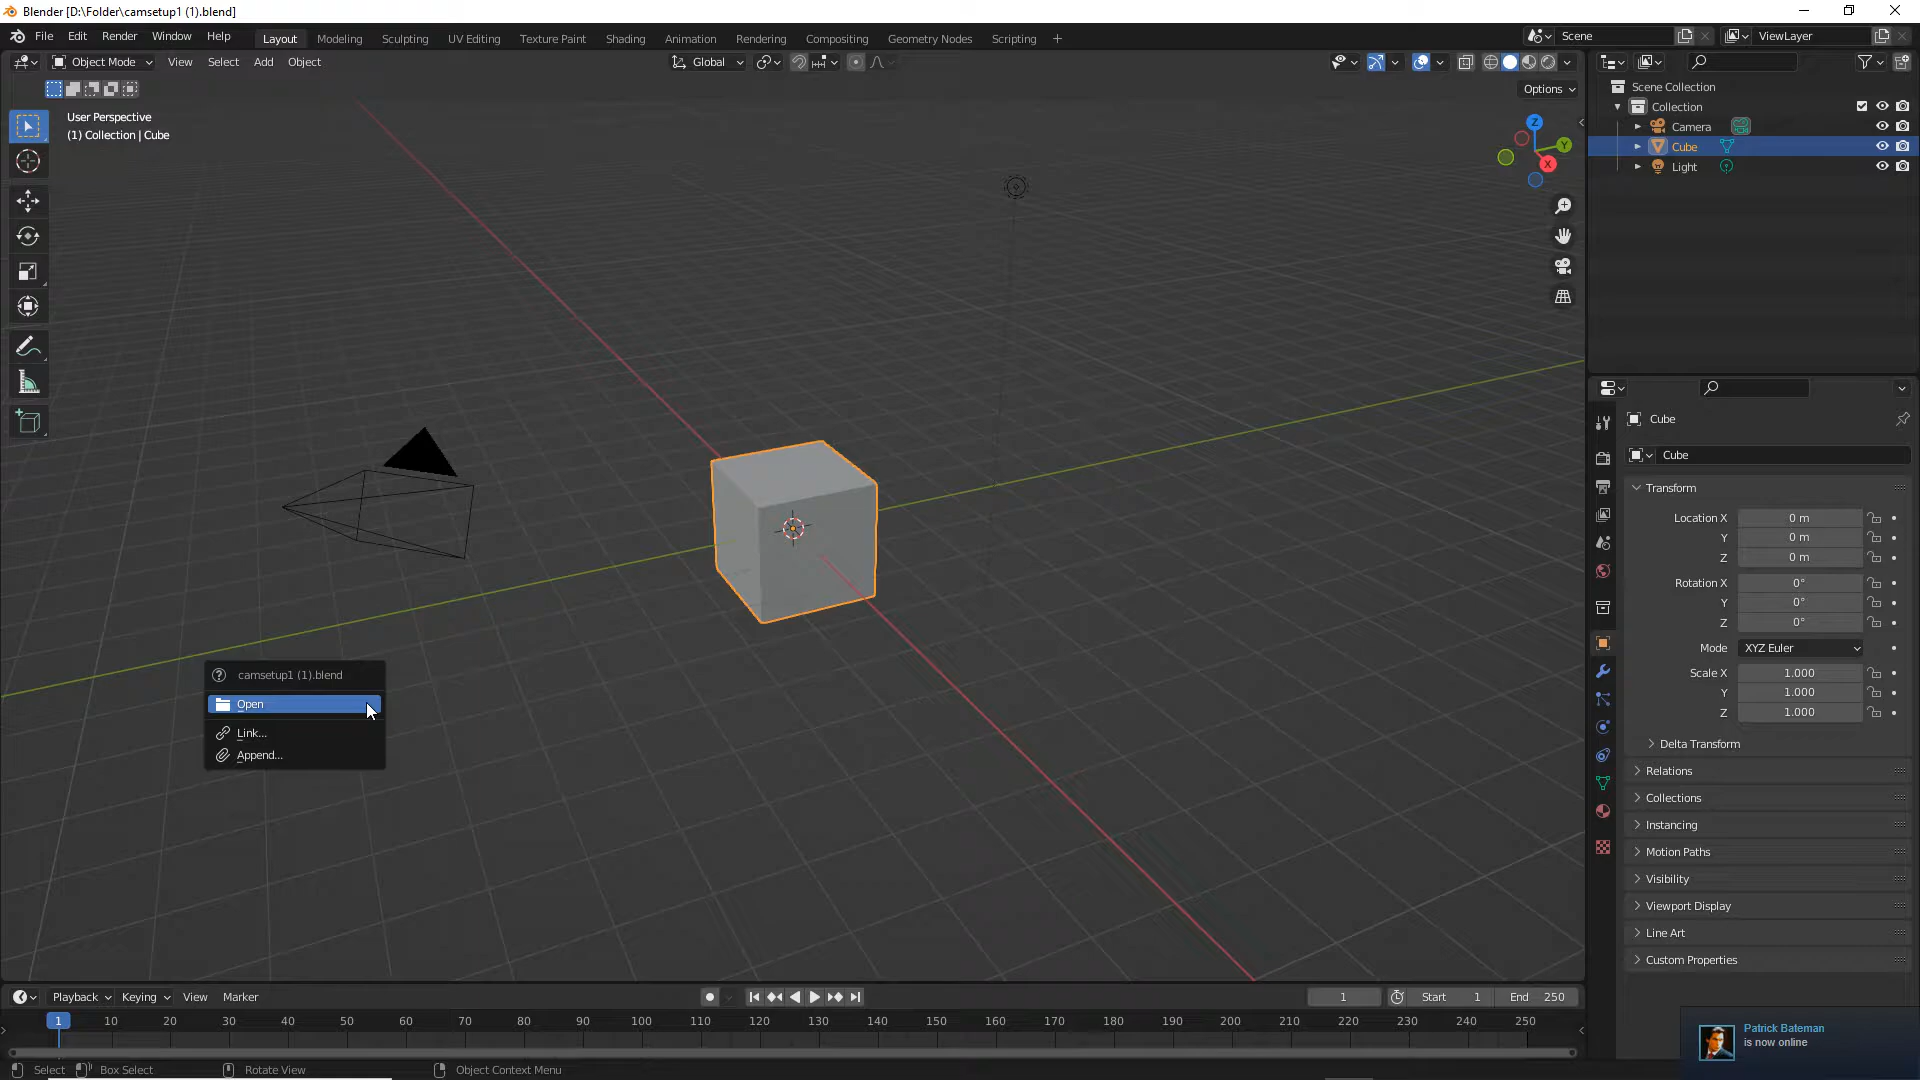 Blender [D:\Folder\camsetup1 (1).blend]
File Edit Render Window Help
Layout Modeling Sculpting UV Editing Texture Paint Shading Animation Rendering Compositing Geometry Nodes Scripting +
Scene
ViewLayer
Object Mode View Select Add Object
Global
Options
User Perspective
(1) Collection | Cube
Z
Y
X
Scene Collection
Collection
Camera
Cube
Light
camsetup1 (1).blend
Open
Link...
Append...
Cube
Cube
Transform
Location X 0 m
Y 0 m
Z 0 m
Rotation X 0°
Y 0°
Z 0°
Mode XYZ Euler
Scale X 1.000
Y 1.000
Z 1.000
Delta Transform
Relations
Collections
Instancing
Motion Paths
Visibility
Viewport Display
Line Art
Custom Properties
Playback Keying View Marker
1 Start 1 End 250
1 10 20 30 40 50 60 70 80 90 100 110 120 130 140 150 160 170 180 190 200 210 220 230 240 250
Select Box Select Rotate View Object Context Menu
Patrick Bateman
is now online